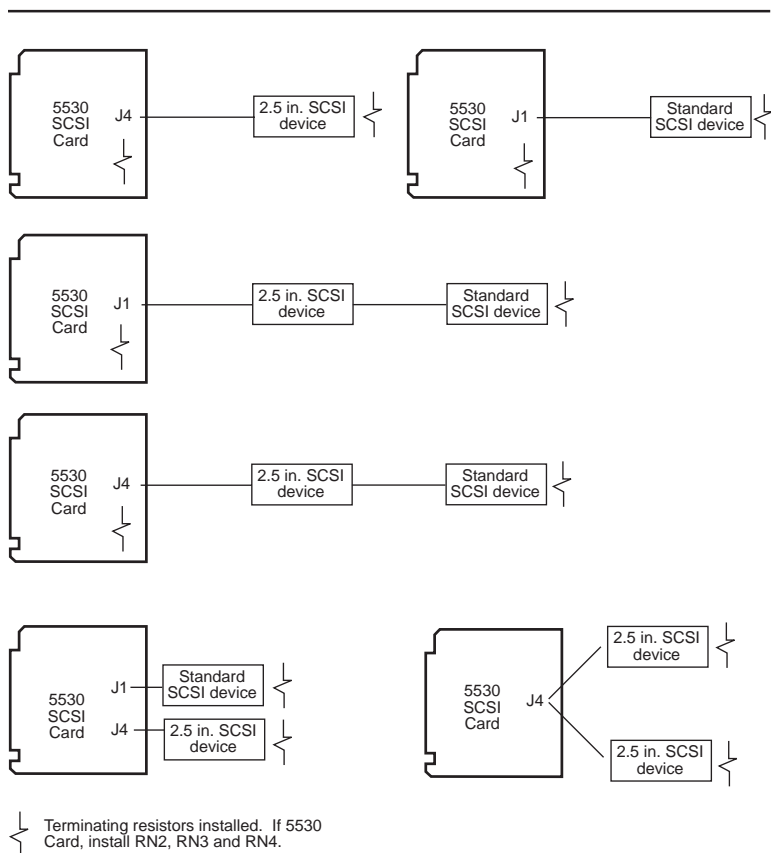 5530
SCSI
Card
J4
2.5 in. SCSI
device
5530
SCSI
Card
J1
Standard
SCSI device
5530
SCSI
Card
J1
2.5 in. SCSI
device
Standard
SCSI device
5530
SCSI
Card
J4
2.5 in. SCSI
device
Standard
SCSI device
5530
SCSI
Card
J1
Standard
SCSI device
J4
2.5 in. SCSI
device
5530
SCSI
Card
J4
2.5 in. SCSI
device
2.5 in. SCSI
device
Terminating resistors installed. If 5530
Card, install RN2, RN3 and RN4.